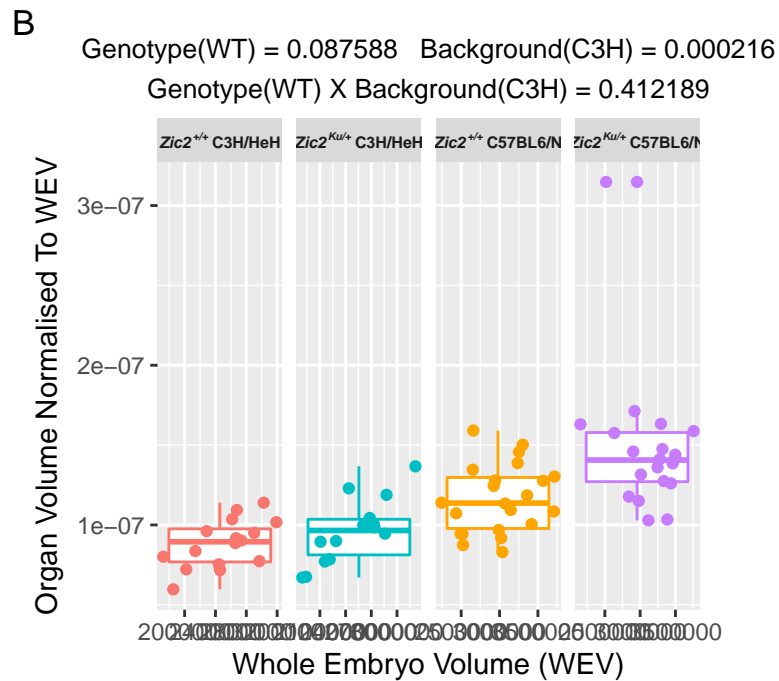 B
Genotype(WT) = 0.087588 Background(C3H) = 0.000216
Genotype(WT) X Background(C3H) = 0.412189
Zic2+/+ C3H/HeH Zic2Ku/+ C3H/HeH Zic2+/+ C57BL6/N Zic2Ku/+ C57BL6/N
Organ Volume Normalised To WEV
3e−07
2e−07
1e−07
Whole Embryo Volume (WEV)